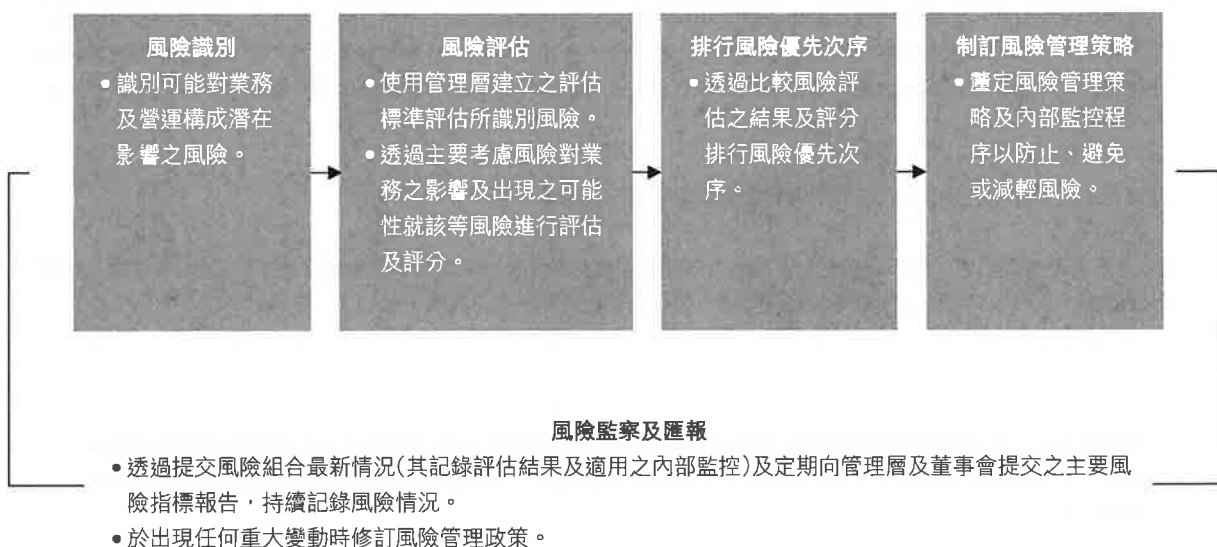 風險識別
• 識別可能對業務
及營運構成潛在
影響之風險。
風險評估
• 使用管理層建立之評估
標準評估所識別風險。
• 透過主要考慮風險對業
務之影響及出現之可能
性就該等風險進行評估
及評分。
排行風險優先次序
• 透過比較風險評
估之結果及評分
排行風險優先次
序。
制訂風險管理策略
• 釐定風險管理策
略及內部監控程
序以防止、避免
或減輕風險。
風險監察及匯報
• 透過提交風險組合最新情況(其記錄評估結果及適用之內部監控)及定期向管理層及董事會提交之主要風
險指標報告，持續記錄風險情況。
• 於出現任何重大變動時修訂風險管理政策。